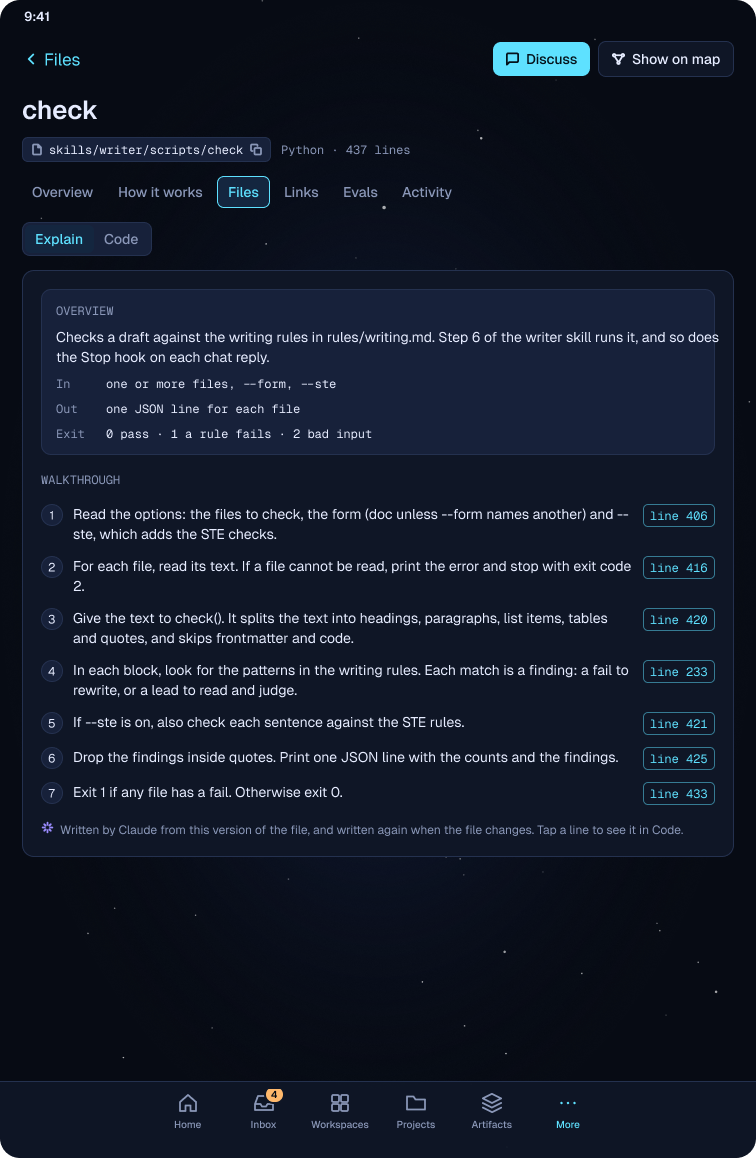 9:41
Files
Discuss
Show on map
check
skills/writer/scripts/check
Python · 437 lines
Overview
How it works
Files
Links
Evals
Activity
Explain
Code
OVERVIEW
Checks a draft against the writing rules in rules/writing.md. Step 6 of the writer skill runs it, and so does
the Stop hook on each chat reply.
In one or more files, --form, --ste
Out one JSON line for each file
Exit 0 pass · 1 a rule fails · 2 bad input
WALKTHROUGH
1 Read the options: the files to check, the form (doc unless --form names another) and --
ste, which adds the STE checks.
line 406
2 For each file, read its text. If a file cannot be read, print the error and stop with exit code
2.
line 416
3 Give the text to check(). It splits the text into headings, paragraphs, list items, tables
and quotes, and skips frontmatter and code.
line 420
4 In each block, look for the patterns in the writing rules. Each match is a finding: a fail to
rewrite, or a lead to read and judge.
line 233
5 If --ste is on, also check each sentence against the STE rules.
line 421
6 Drop the findings inside quotes. Print one JSON line with the counts and the findings.
line 425
7 Exit 1 if any file has a fail. Otherwise exit 0.
line 433
Written by Claude from this version of the file, and written again when the file changes. Tap a line to see it in Code.
4
Home
Inbox
Workspaces
Projects
Artifacts
More